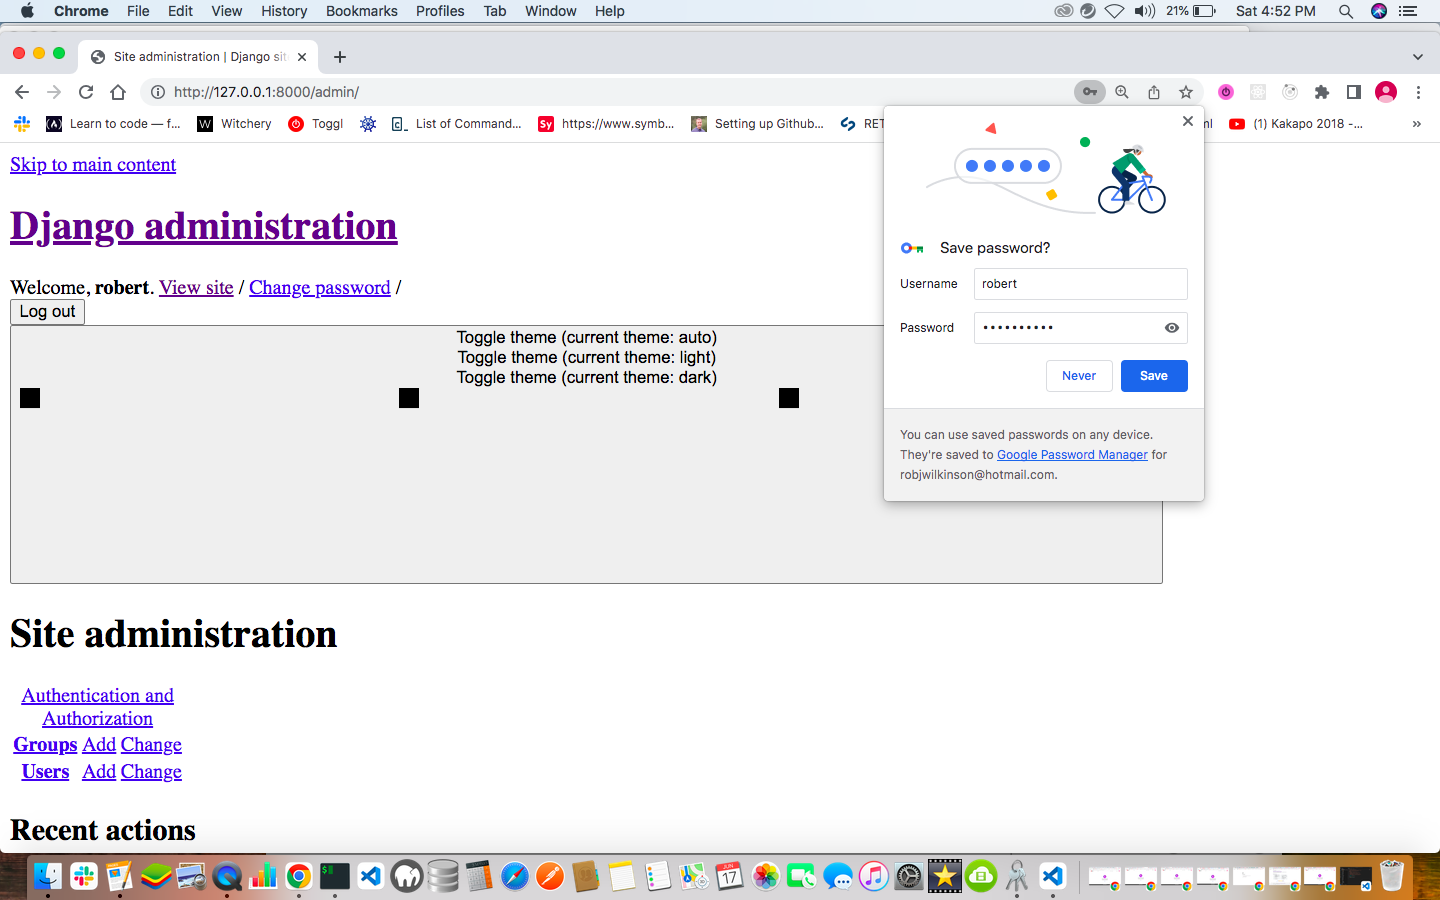 Chrome File Edit View History Bookmarks Profiles Tab Window Help 21% Sat 4:52 PM
Site administration | Django sit
http://127.0.0.1:8000/admin/
Learn to code — f... W Witchery Toggl List of Command... Sy https://www.symb... Setting up Github... RET ml (1) Kakapo 2018 -... »
Skip to main content
Django administration
Welcome, robert. View site / Change password /
Log out
Toggle theme (current theme: auto)
Toggle theme (current theme: light)
Toggle theme (current theme: dark)
Site administration
Authentication and
Authorization
Groups Add Change
Users Add Change
Recent actions
Save password?
Username robert
Password ••••••••••
Never Save
You can use saved passwords on any device.
They're saved to Google Password Manager for
robjwilkinson@hotmail.com.
JUN
17